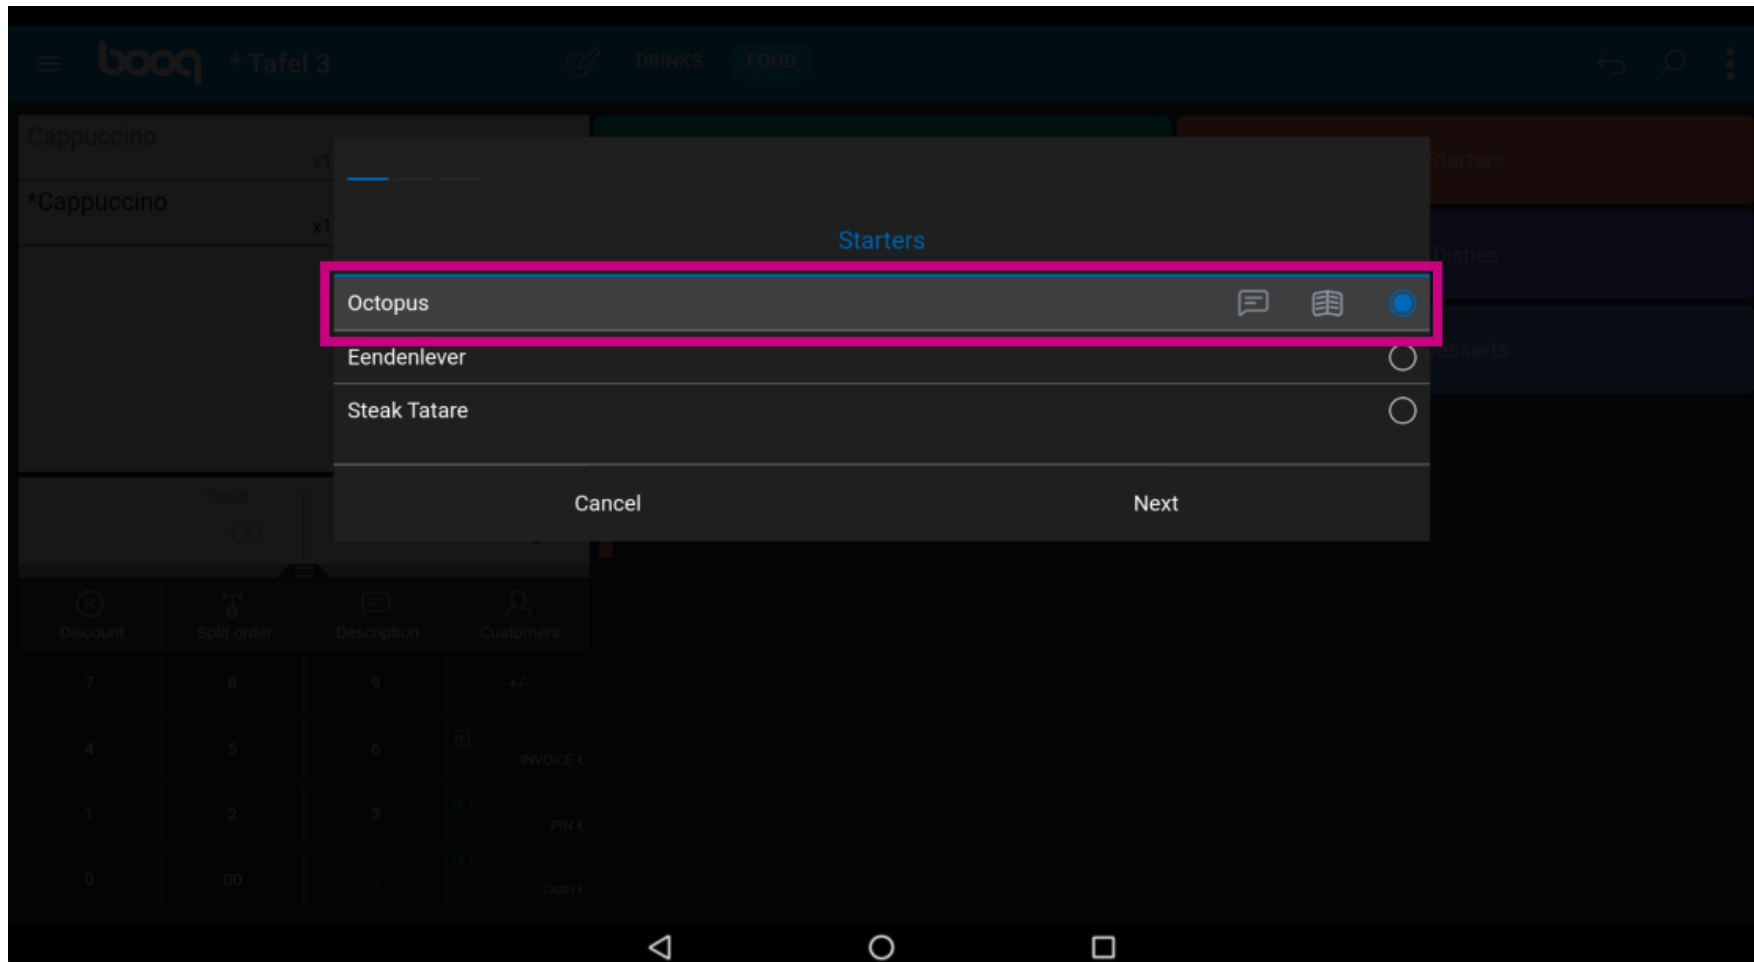 booq * Tafel 3 DRINKS FOOD
Cappuccino
x1
*Cappuccino
x1
Starters
Dishes
Desserts
Starters
Octopus
Eendenlever
Steak Tatare
Cancel Next
Input
Discount Split order Description Customers
7 8 9 +/-
4 5 6 INVOICE €
1 2 3 PIN €
0 00 . CASH €